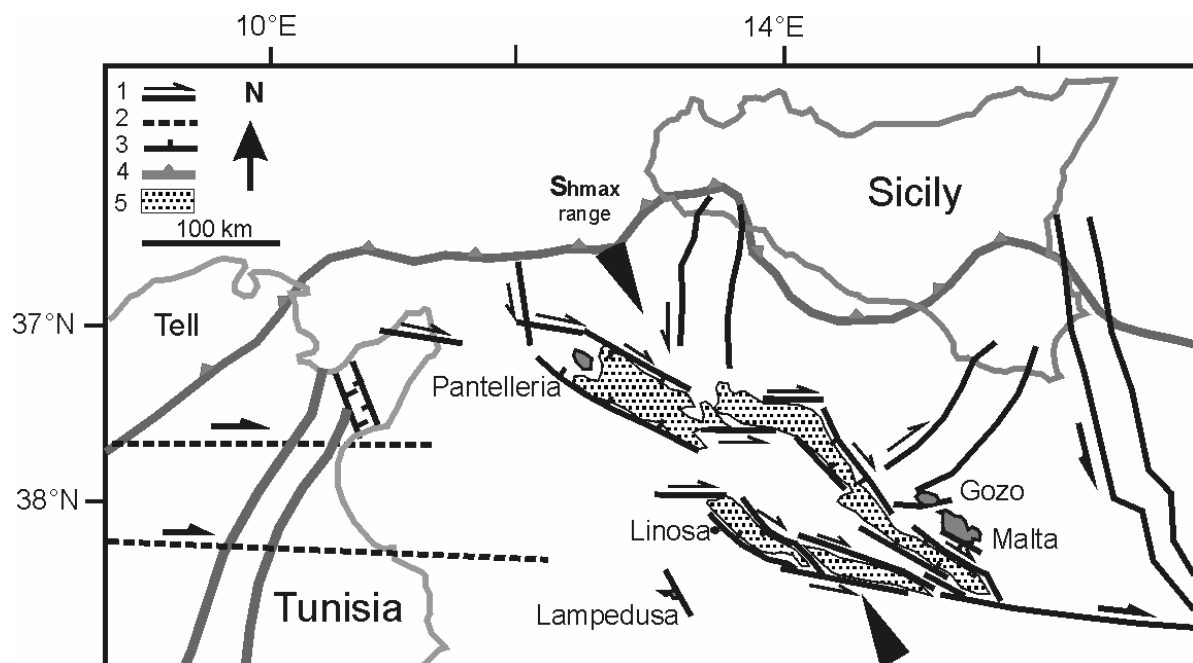 10°E
14°E
1
2
3
4
5
N
100 km
Shmax
range
Sicily
37°N
Tell
Pantelleria
38°N
Gozo
Linosa
Malta
Lampedusa
Tunisia